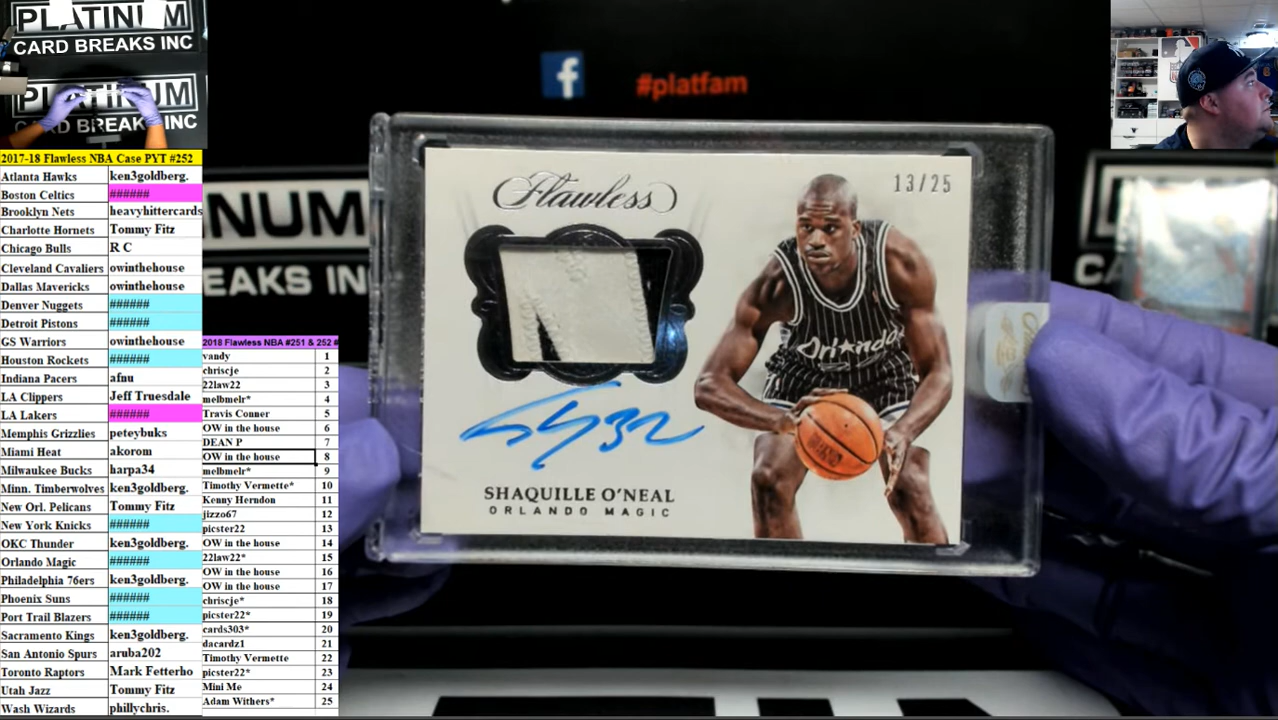 PLATINUM
CARD BREAKS INC
PLATINUM
CARD BREAKS INC
#platfam
2017-18 Flawless NBA Case PYT #252
Atlanta Hawks ken3goldberg.
Boston Celtics ######
Brooklyn Nets heavyhittercards
Charlotte Hornets Tommy Fitz
Chicago Bulls R C
Cleveland Cavaliers owinthehouse
Dallas Mavericks owinthehouse
Denver Nuggets ######
Detroit Pistons ######
GS Warriors owinthehouse
Houston Rockets ######
Indiana Pacers afnu
LA Clippers Jeff Truesdale
LA Lakers ######
Memphis Grizzlies peteybuks
Miami Heat akorom
Milwaukee Bucks harpa34
Minn. Timberwolves ken3goldberg.
New Orl. Pelicans Tommy Fitz
New York Knicks ######
OKC Thunder ken3goldberg.
Orlando Magic ######
Philadelphia 76ers ken3goldberg.
Phoenix Suns ######
Port Trail Blazers ######
Sacramento Kings ken3goldberg.
San Antonio Spurs aruba202
Toronto Raptors Mark Fetterho
Utah Jazz Tommy Fitz
Wash Wizards phillychris.
2018 Flawless NBA #251 & 252 #
vandy 1
chriscje 2
22law22 3
melbmelr* 4
Travis Conner 5
OW in the house 6
DEAN P 7
OW in the house 8
melbmelr* 9
Timothy Vermette* 10
Kenny Herndon 11
jizzo67 12
picster22 13
OW in the house 14
22law22* 15
OW in the house 16
OW in the house 17
chriscje* 18
picster22* 19
cards303* 20
dacardz1 21
Timothy Vermette 22
picster22* 23
Mini Me 24
Adam Withers* 25
NUM
EAKS INC
CA
Flawless
13/25
Orlando
SHAQUILLE O'NEAL
ORLANDO MAGIC